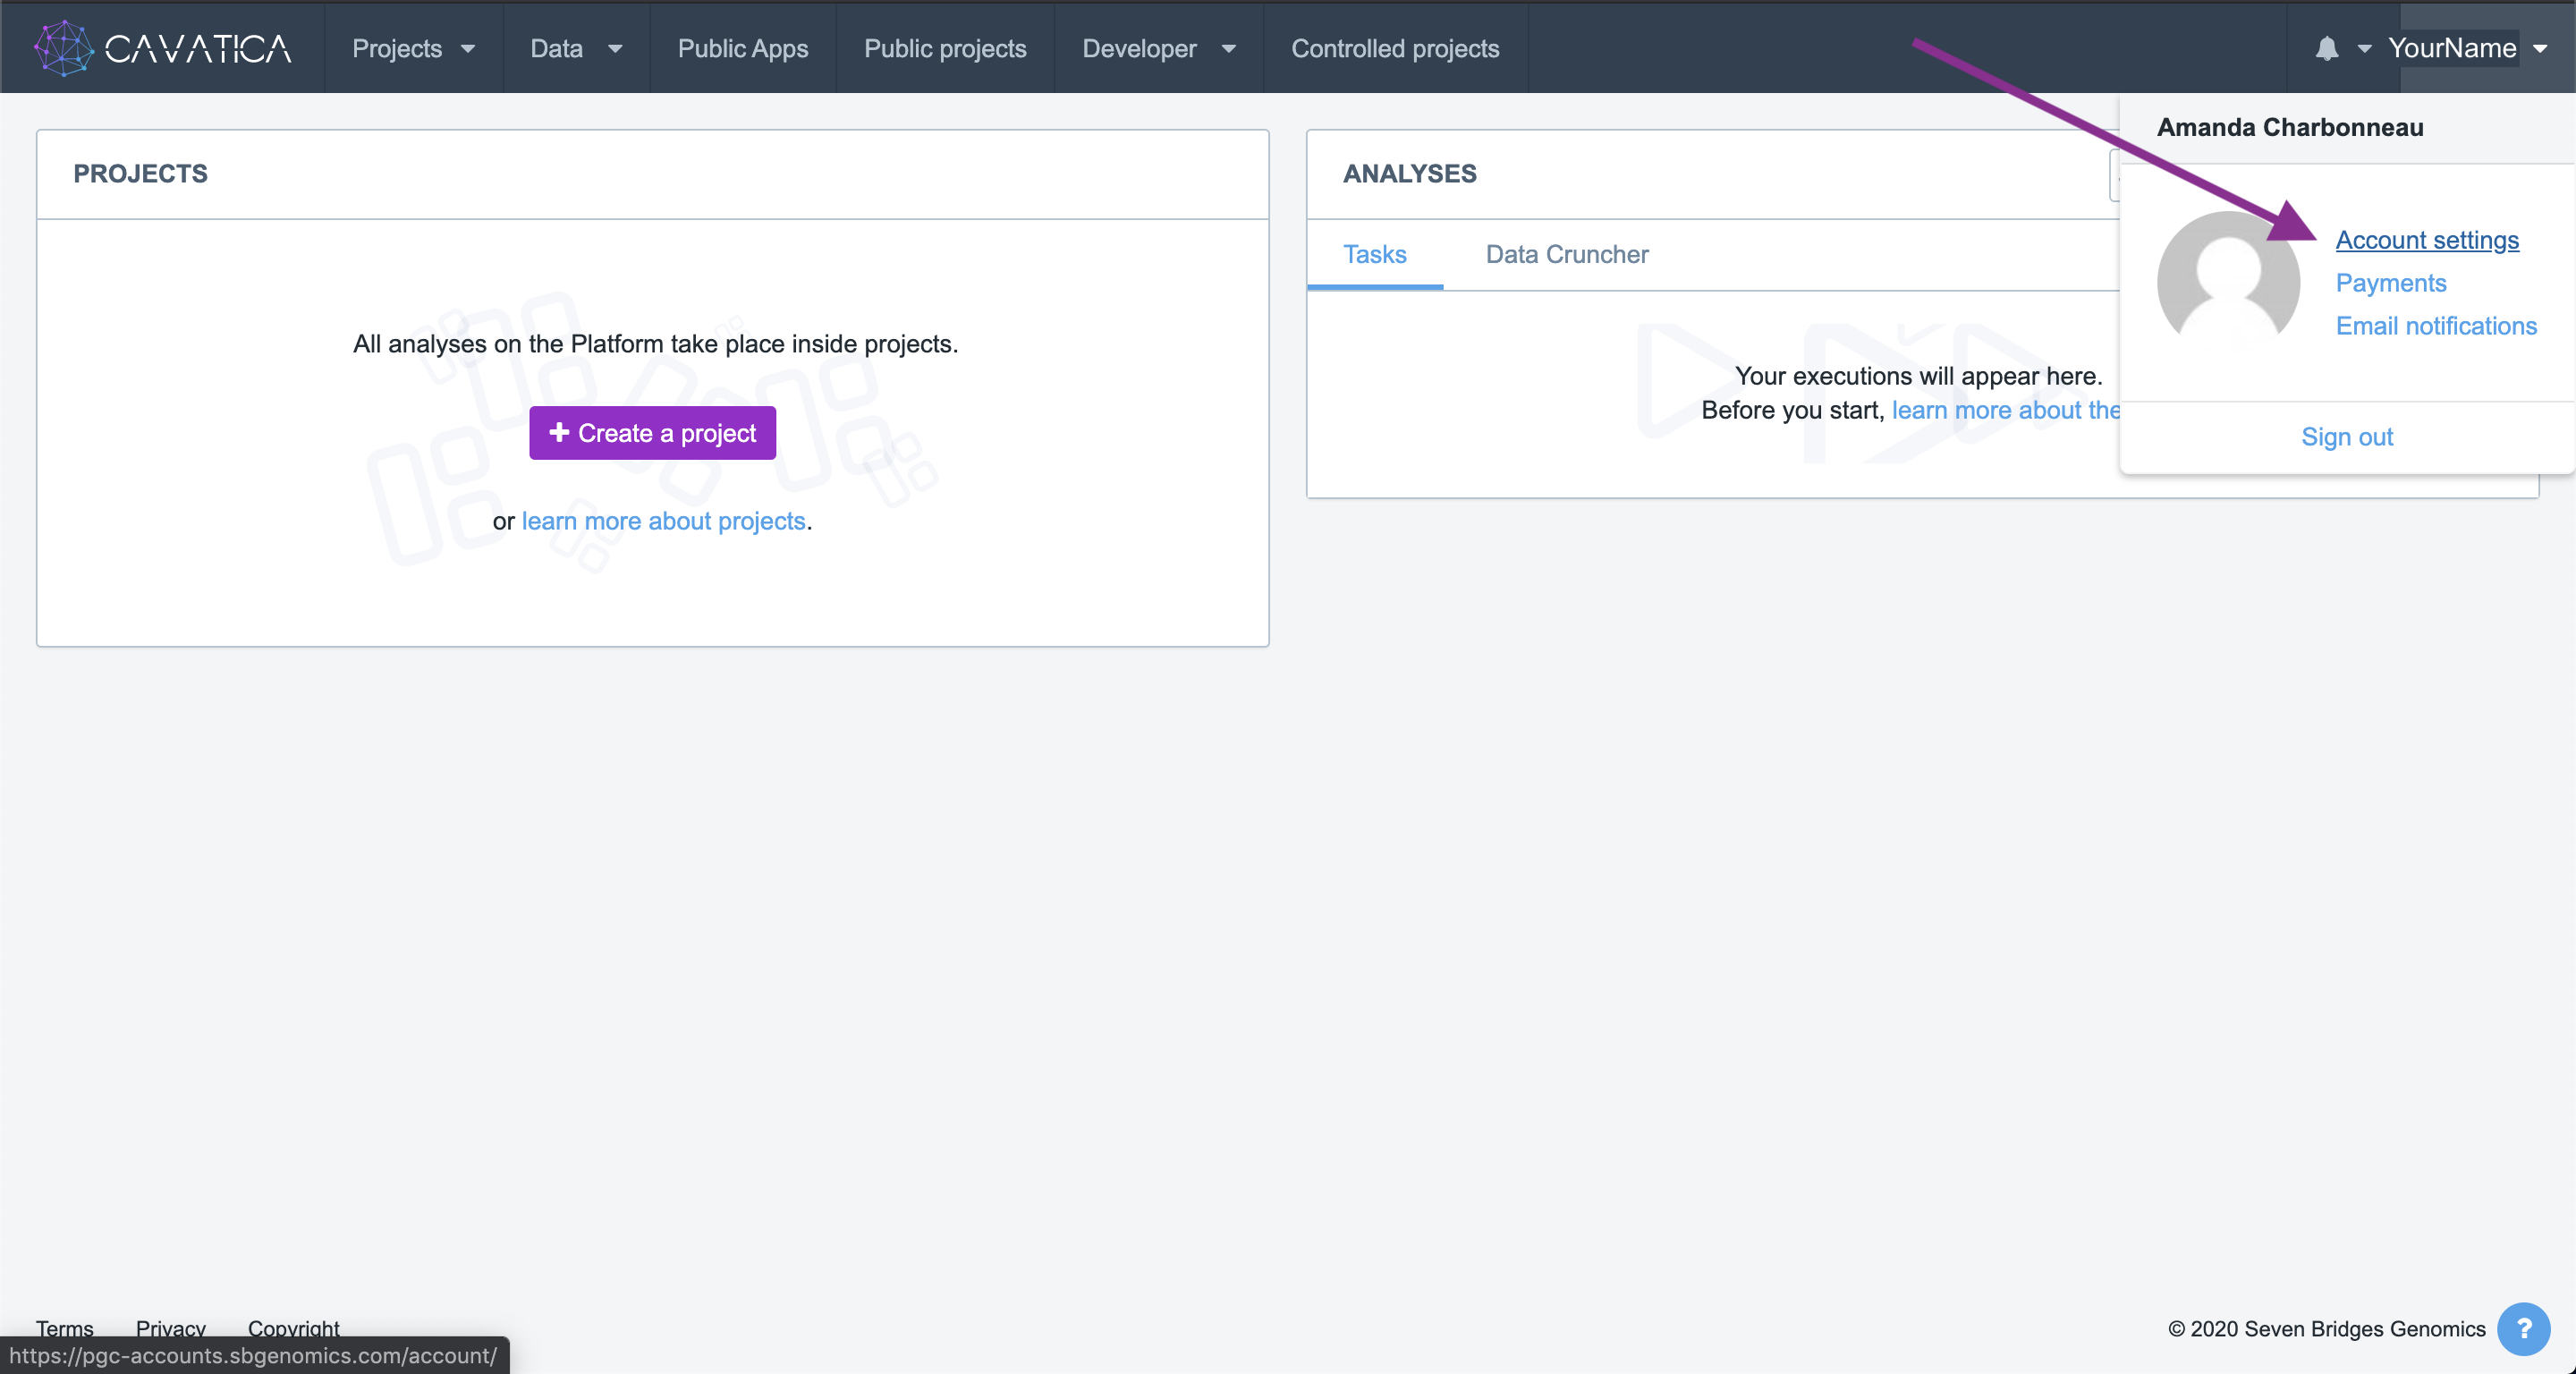 CAVATICA Projects Data Public Apps Public projects Developer Controlled projects YourName
PROJECTS
All analyses on the Platform take place inside projects.
Create a project
or learn more about projects.
ANALYSES
Tasks Data Cruncher
Your executions will appear here.
Before you start, learn more about the
Amanda Charbonneau
Account settings
Payments
Email notifications
Sign out
Terms Privacy Copyright
© 2020 Seven Bridges Genomics ?
https://pgc-accounts.sbgenomics.com/account/